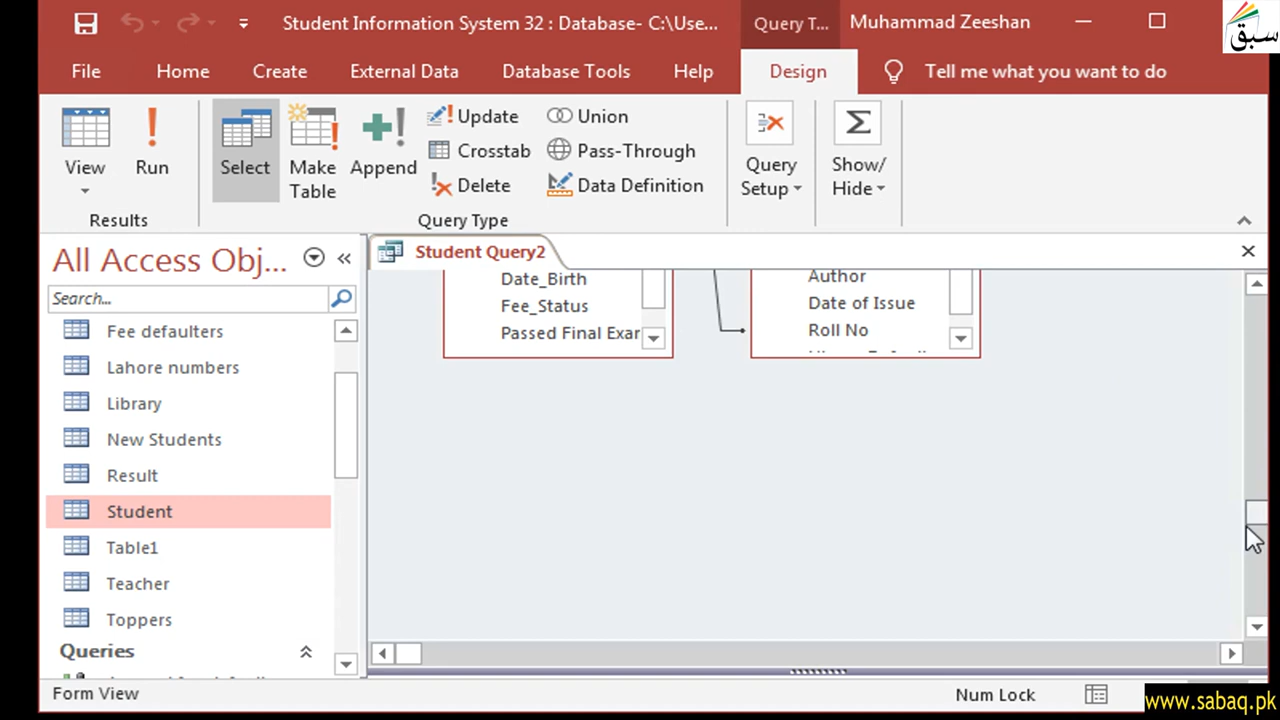 Student Information System 32 : Database- C:\Use...
Query T...
Muhammad Zeeshan
سبق
File
Home
Create
External Data
Database Tools
Help
Design
Tell me what you want to do
View
Run
Select
Make
Table
Append
Update
Crosstab
Delete
Union
Pass-Through
Data Definition
Query
Setup
Show/
Hide
Results
Query Type
All Access Obj...
Student Query2
Search...
Date_Birth
Fee_Status
Passed Final Exar
Author
Date of Issue
Roll No
Fee defaulters
Lahore numbers
Library
New Students
Result
Student
Table1
Teacher
Toppers
Queries
Form View
Num Lock
www.sabaq.pk